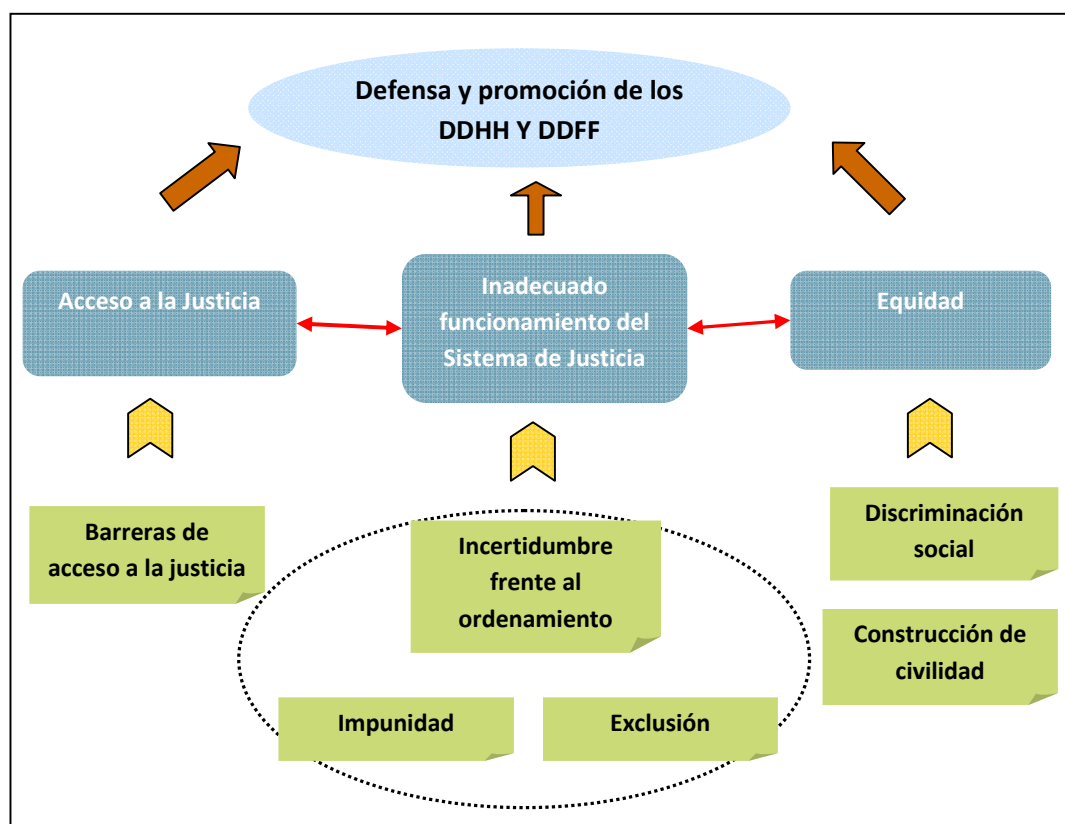 Defensa y promoción de los
DDHH Y DDFF
Acceso a la Justicia
Inadecuado
funcionamiento del
Sistema de Justicia
Equidad
Barreras de
acceso a la justicia
Incertidumbre
frente al
ordenamiento
Impunidad
Exclusión
Discriminación
social
Construcción de
civilidad